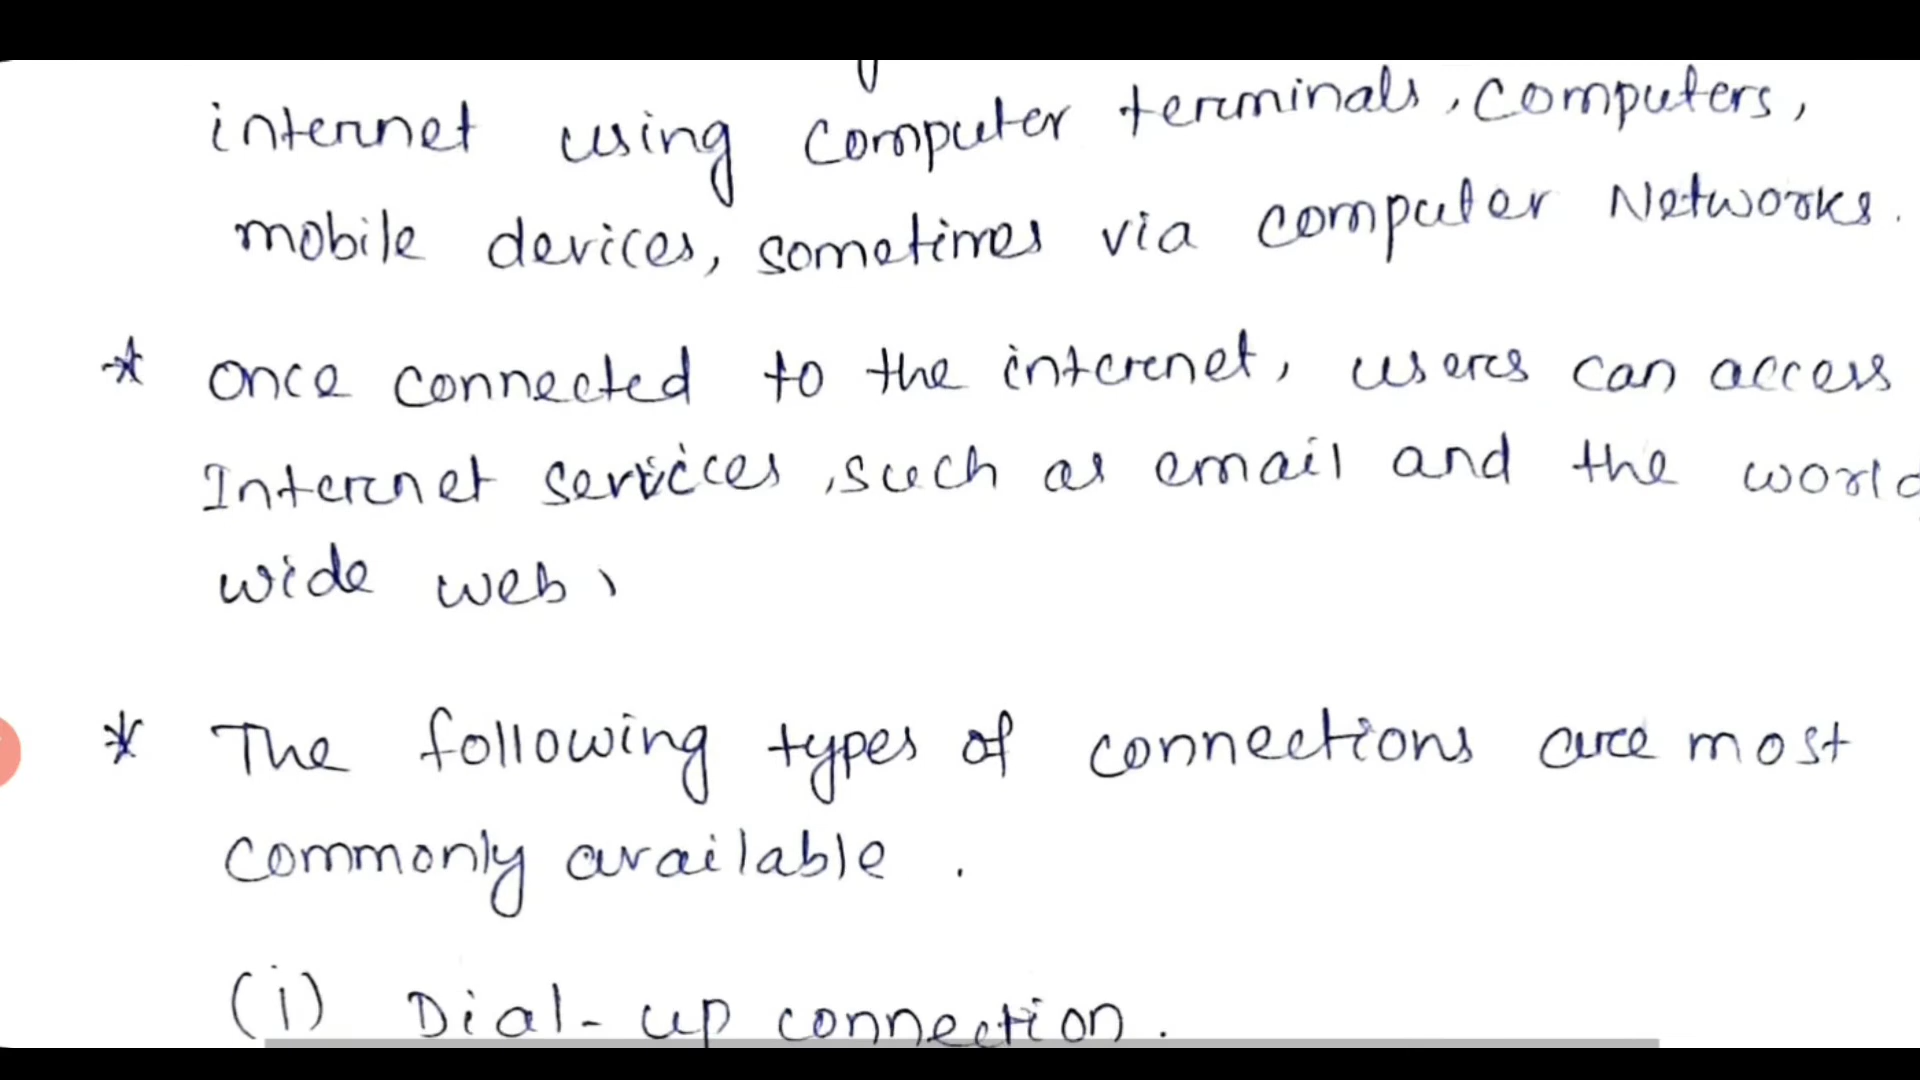 internet using computer terminals, computers,
mobile devices, sometimes via computer Networks.
* once connected to the internet, users can access
Internet services, such as email and the world
wide web,
* The following types of connections are most
commonly available.
(i) Dial-up connection.